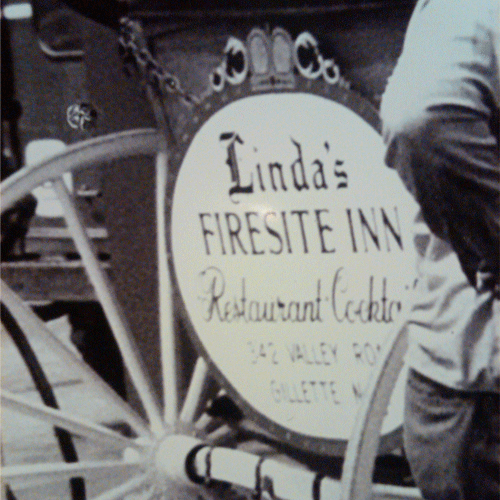 Linda's
FIRESITE INN
Restaurant Cockta
342 VALLEY RO
GILLETTE N